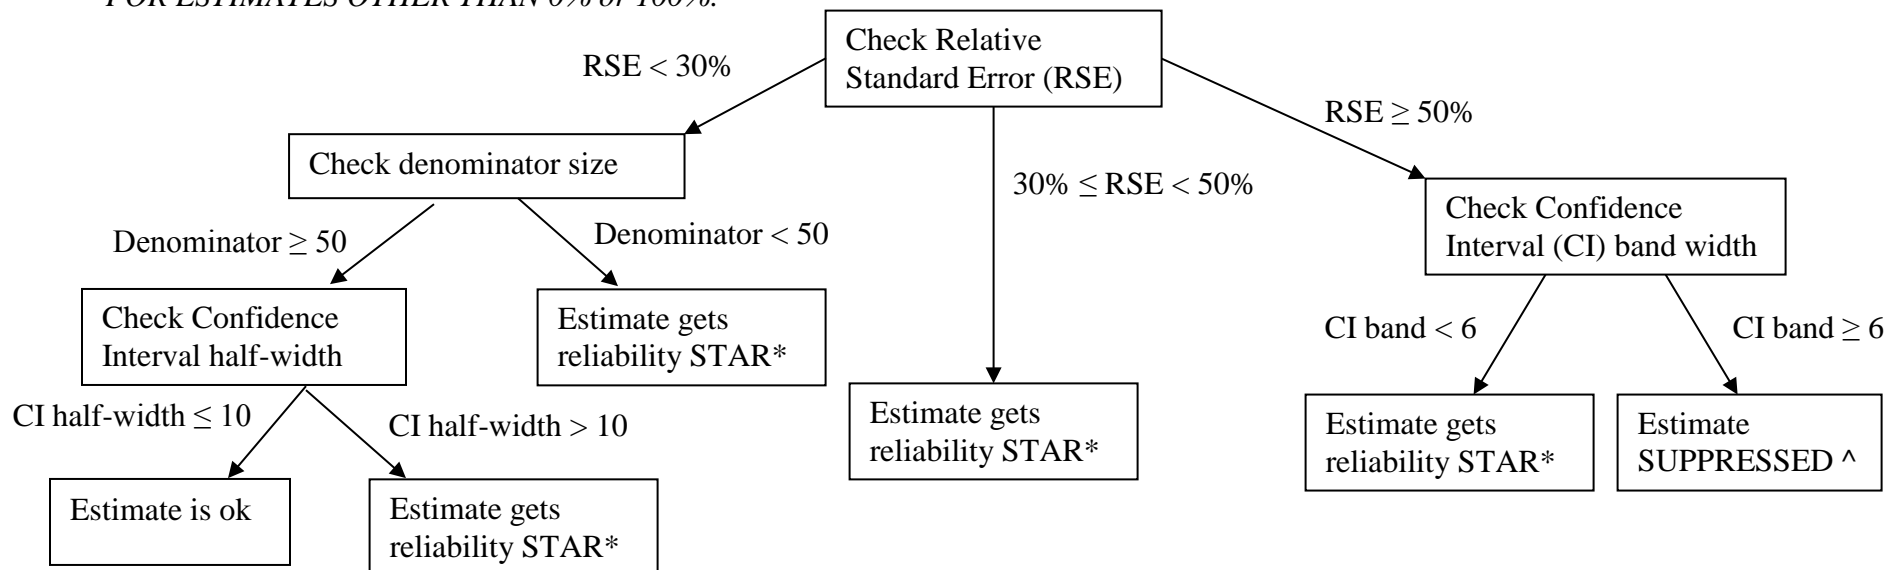 FOR ESTIMATES OTHER THAN 0% or 100%:
Check Relative
Standard Error (RSE)
RSE < 30%
RSE ≥ 50%
Check denominator size
30% ≤ RSE < 50%
Check Confidence
Interval (CI) band width
Denominator ≥ 50
Denominator < 50
Check Confidence
Interval half-width
Estimate gets
reliability STAR*
CI band < 6
CI band ≥ 6
CI half-width ≤ 10
CI half-width > 10
Estimate gets
reliability STAR*
Estimate gets
reliability STAR*
Estimate
SUPPRESSED ^
Estimate is ok
Estimate gets
reliability STAR*